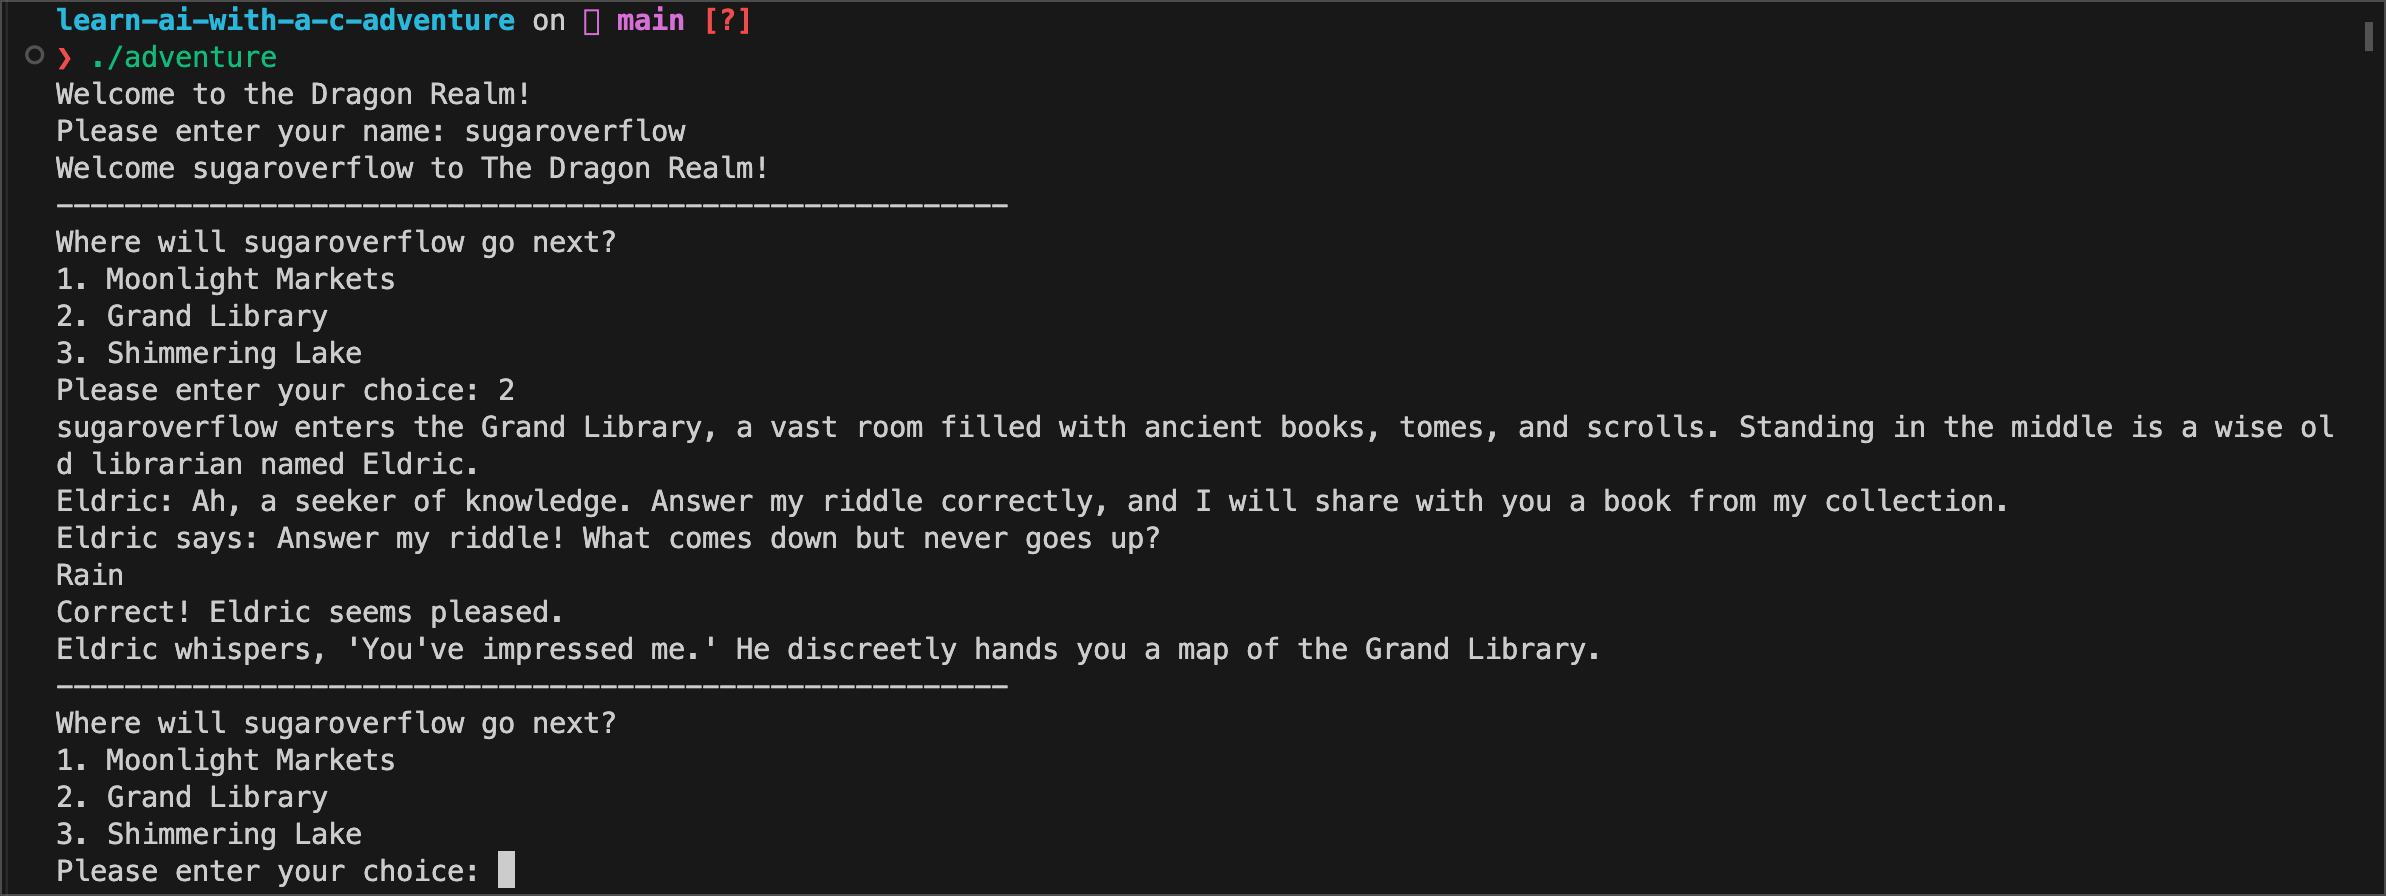 learn-ai-with-a-c-adventure on main [?]
❯ ./adventure
Welcome to the Dragon Realm!
Please enter your name: sugaroverflow
Welcome sugaroverflow to The Dragon Realm!
--------------------------------------------------------
Where will sugaroverflow go next?
1. Moonlight Markets
2. Grand Library
3. Shimmering Lake
Please enter your choice: 2
sugaroverflow enters the Grand Library, a vast room filled with ancient books, tomes, and scrolls. Standing in the middle is a wise ol
d librarian named Eldric.
Eldric: Ah, a seeker of knowledge. Answer my riddle correctly, and I will share with you a book from my collection.
Eldric says: Answer my riddle! What comes down but never goes up?
Rain
Correct! Eldric seems pleased.
Eldric whispers, 'You've impressed me.' He discreetly hands you a map of the Grand Library.
--------------------------------------------------------
Where will sugaroverflow go next?
1. Moonlight Markets
2. Grand Library
3. Shimmering Lake
Please enter your choice: